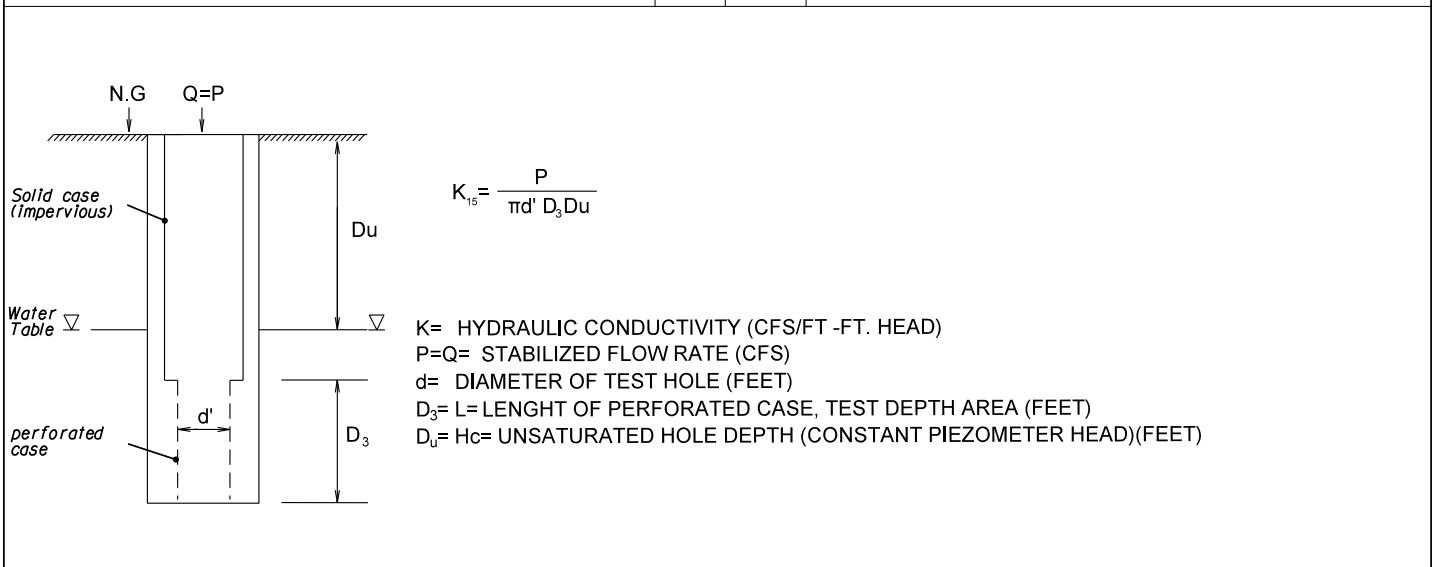 N.G Q=P
Solid case
(impervious)
Du
K₁₅= P
πd' D₃Du
Water
Table
K= HYDRAULIC CONDUCTIVITY (CFS/FT -FT. HEAD)
P=Q= STABILIZED FLOW RATE (CFS)
d= DIAMETER OF TEST HOLE (FEET)
D₃= L= LENGHT OF PERFORATED CASE, TEST DEPTH AREA (FEET)
Dᵤ= Hc= UNSATURATED HOLE DEPTH (CONSTANT PIEZOMETER HEAD)(FEET)
d'
D₃
perforated
case